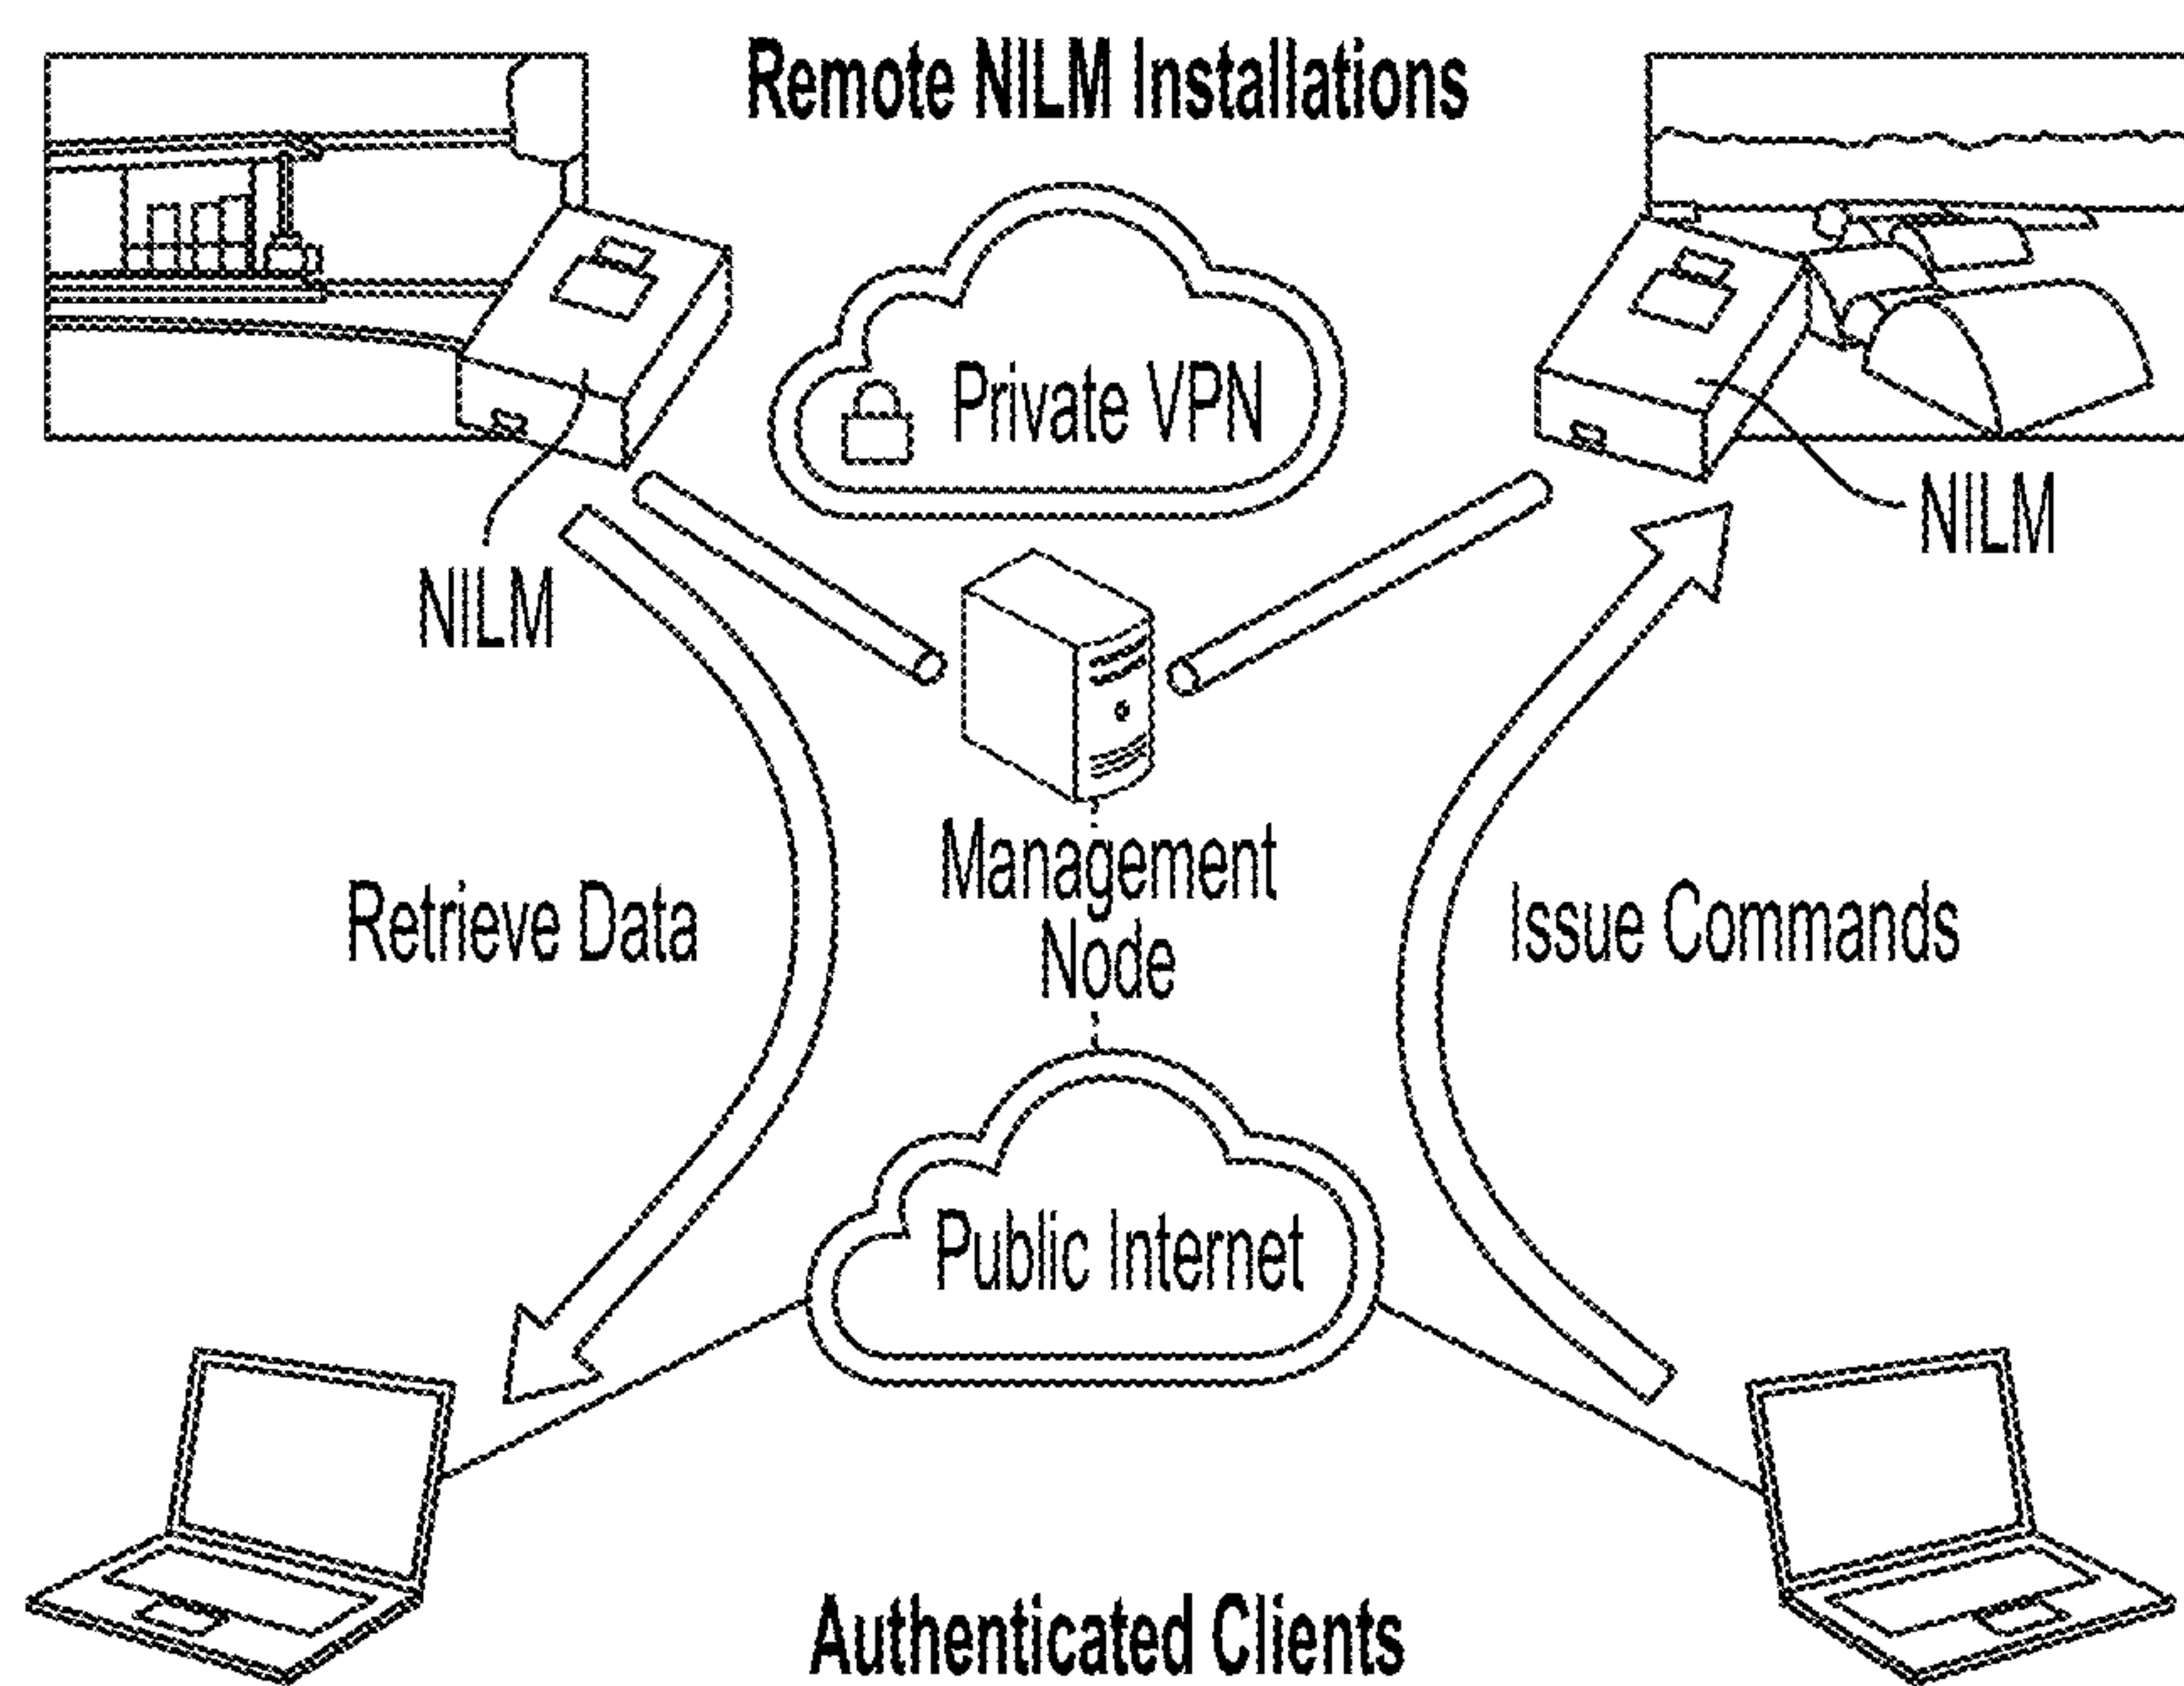 Remote NILM Installations
Private VPN
NILM
NILM
Management
Node
Retrieve Data
Issue Commands
Public Internet
Authenticated Clients